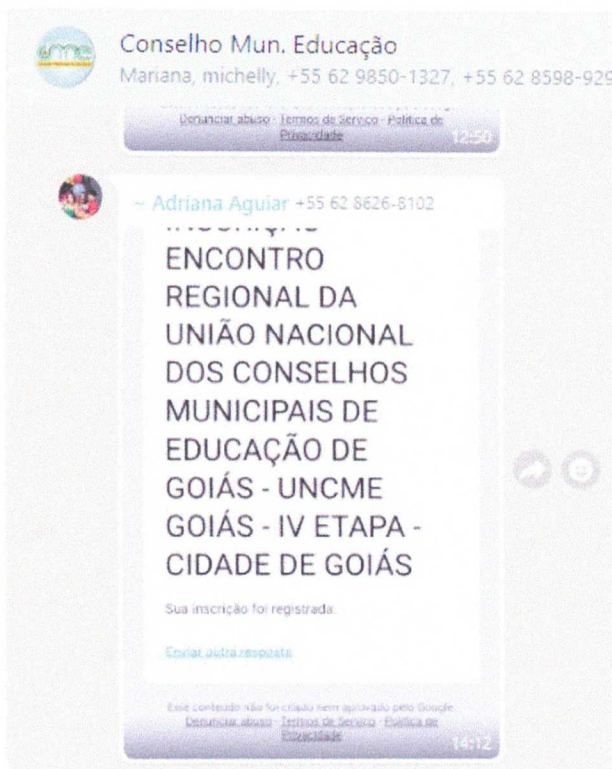 Conselho Mun. Educação
Mariana, michelly, +55 62 9850-1327, +55 62 8598-929
Denunciar abuso - Termos de Serviço - Política de
Privacidade
12:50
~ Adriana Aguiar +55 62 8626-8102
INSCRIÇÃO
ENCONTRO
REGIONAL DA
UNIÃO NACIONAL
DOS CONSELHOS
MUNICIPAIS DE
EDUCAÇÃO DE
GOIÁS - UNCME
GOIÁS - IV ETAPA -
CIDADE DE GOIÁS
Sua inscrição foi registrada.
Enviar outra resposta
Este conteúdo não foi criado nem aprovado pelo Google.
Denunciar abuso - Termos de Serviço - Política de
Privacidade
14:12